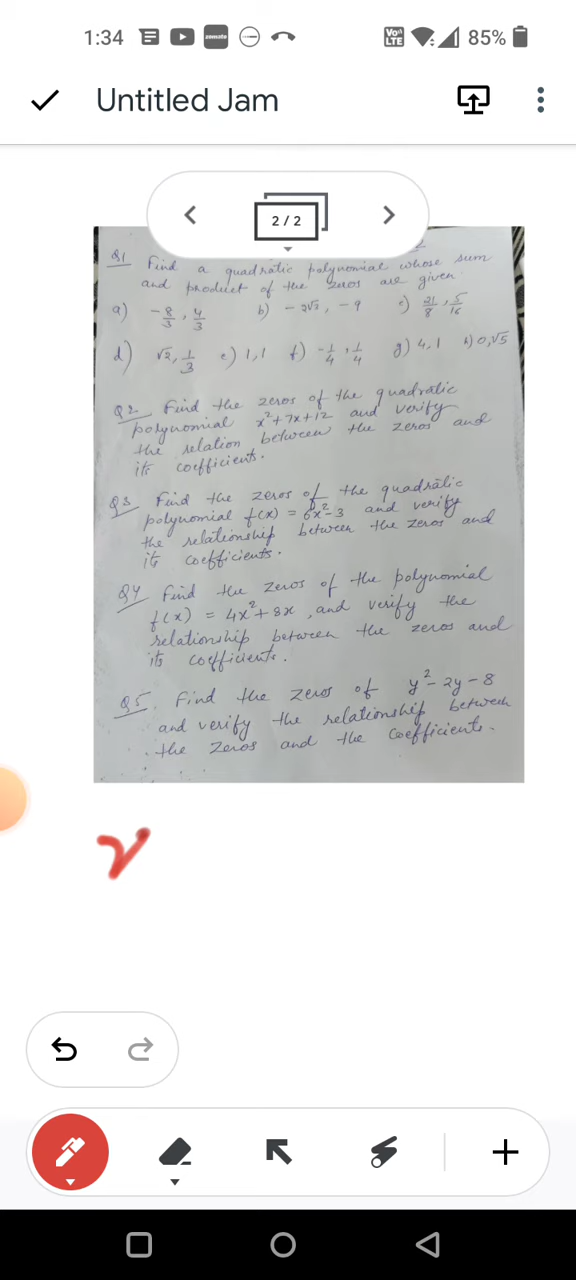 1:34
zomato
Vo)) LTE
85%
Untitled Jam
2 / 2
Q1 Find a quadratic polynomial whose sum
and product of the zeros are given.
a) -8/3, 4/3 b) -2√3, -9 c) 21/8, 5/16
d) √2, 1/3 e) 1,1 f) -1/4, 1/4 g) 4,1 h) 0,√5
Q2 Find the zeros of the quadratic
polynomial x²+7x+12 and verify
the relation between the zeros and
its coefficients.
Q3 Find the zeros of the quadratic
polynomial f(x) = 6x²-3 and verify
the relationship between the zeros and
its coefficients.
Q4 Find the zeros of the polynomial
f(x) = 4x²+8x, and verify the
relationship between the zeros and
its coefficients.
Q5 Find the zeros of y²-2y-8
and verify the relationship between
the zeros and the coefficients.